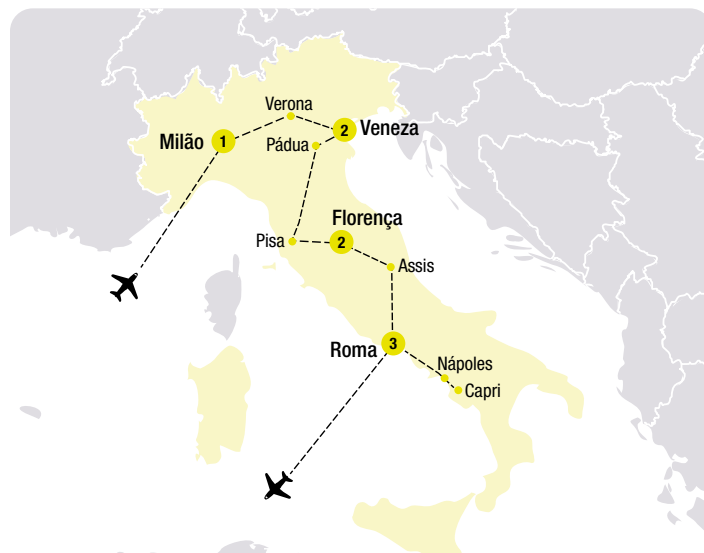 Verona
Milão
1
2
Veneza
Pádua
Florença
Pisa
2
Assis
Roma
3
Nápoles
Capri